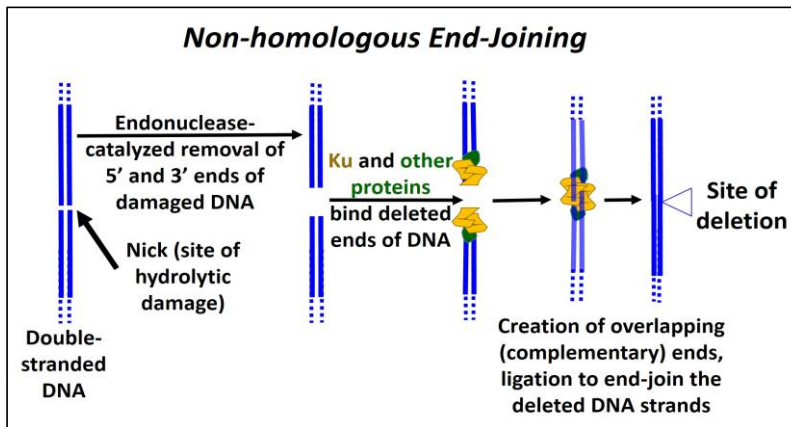 Non-homologous End-Joining
Endonuclease-
catalyzed removal of
5’ and 3’ ends of
damaged DNA
Nick (site of
hydrolytic
damage)
Double-
stranded
DNA
Ku and other
proteins
bind deleted
ends of DNA
Creation of overlapping
(complementary) ends,
ligation to end-join the
deleted DNA strands
Site of
deletion